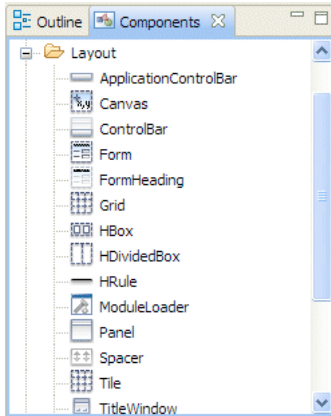 Outline Components
Layout
ApplicationControlBar
Canvas
ControlBar
Form
FormHeading
Grid
HBox
HDividedBox
HRule
ModuleLoader
Panel
Spacer
Tile
TitleWindow